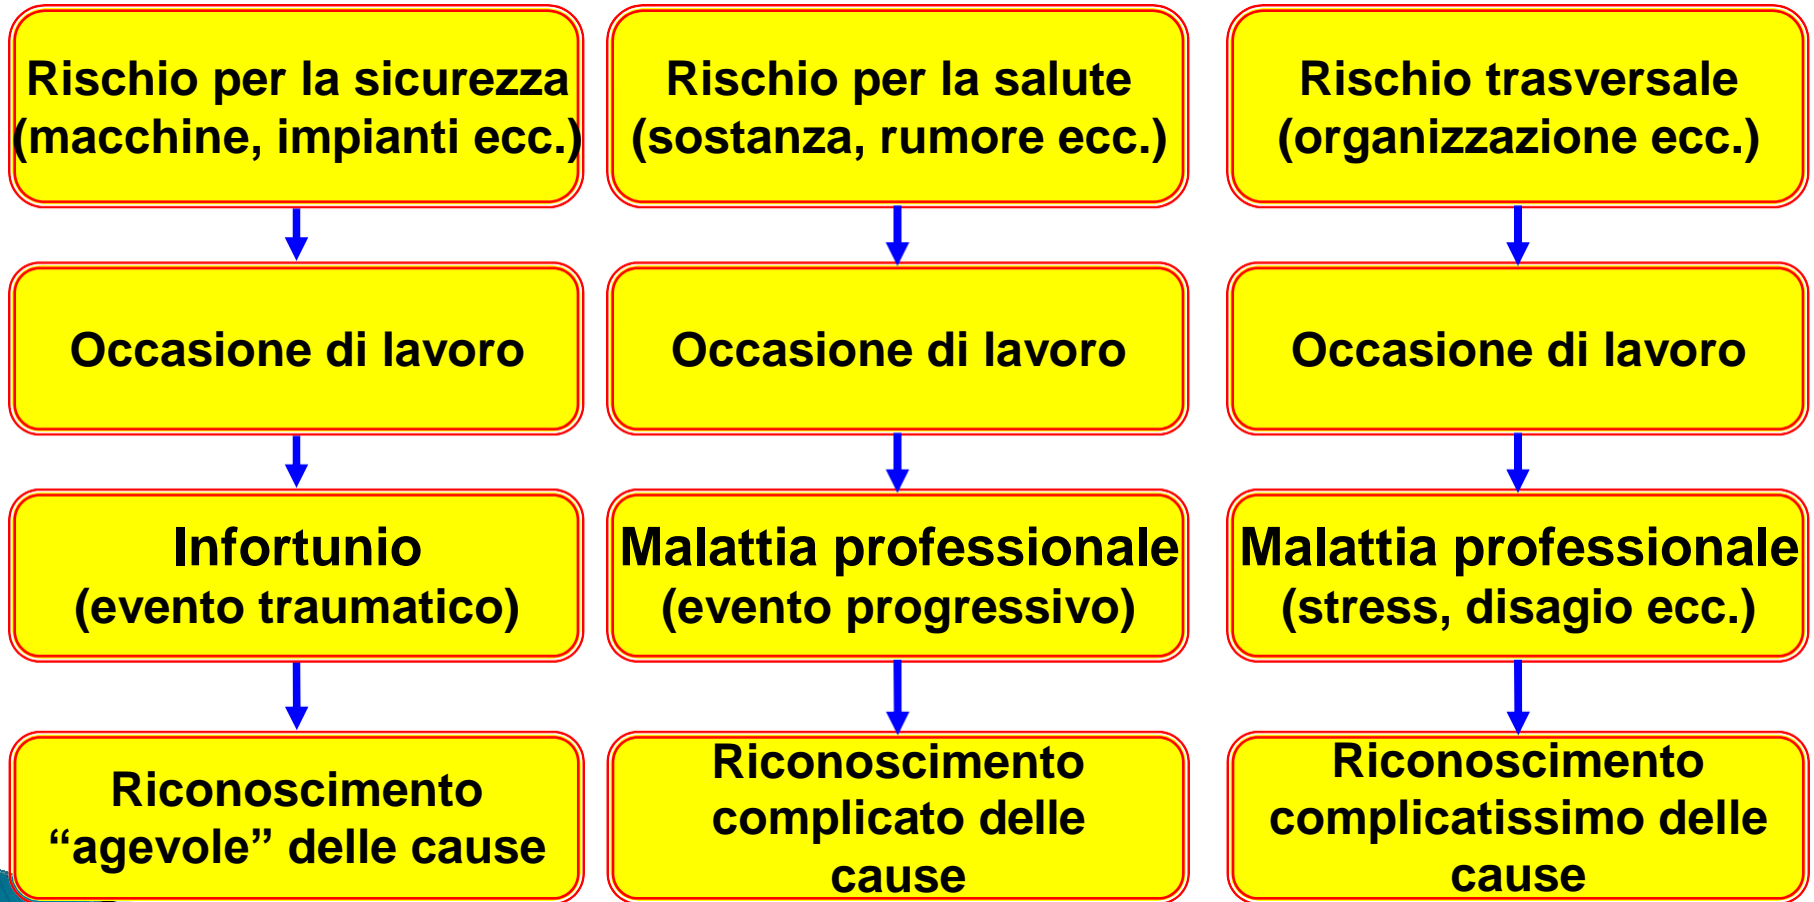 Rischio per la sicurezza
(macchine, impianti ecc.)
Rischio per la salute
(sostanza, rumore ecc.)
Rischio trasversale
(organizzazione ecc.)
Occasione di lavoro
Occasione di lavoro
Occasione di lavoro
Infortunio
(evento traumatico)
Malattia professionale
(evento progressivo)
Malattia professionale
(stress, disagio ecc.)
Riconoscimento
“agevole” delle cause
Riconoscimento
complicato delle
cause
Riconoscimento
complicatissimo delle
cause